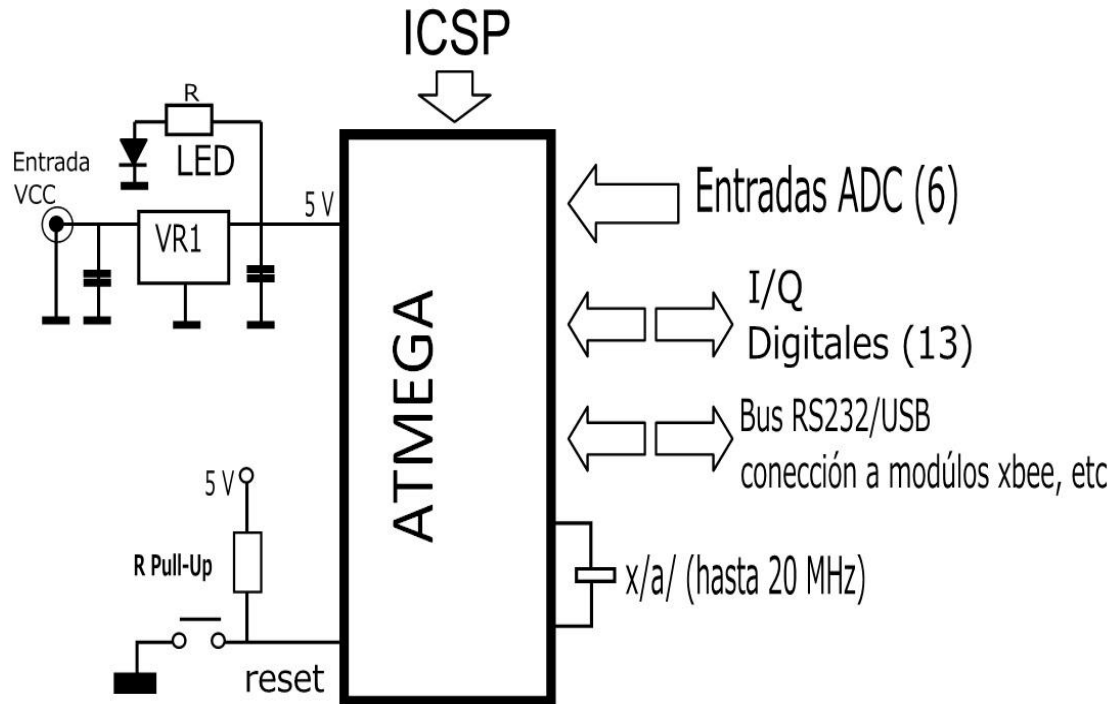 ICSP
R
LED
Entrada
VCC
VR1
5 V
ATMEGA
Entradas ADC (6)
I/Q
Digitales (13)
Bus RS232/USB
conección a modúlos xbee, etc
x/a/ (hasta 20 MHz)
5 V
R Pull-Up
reset